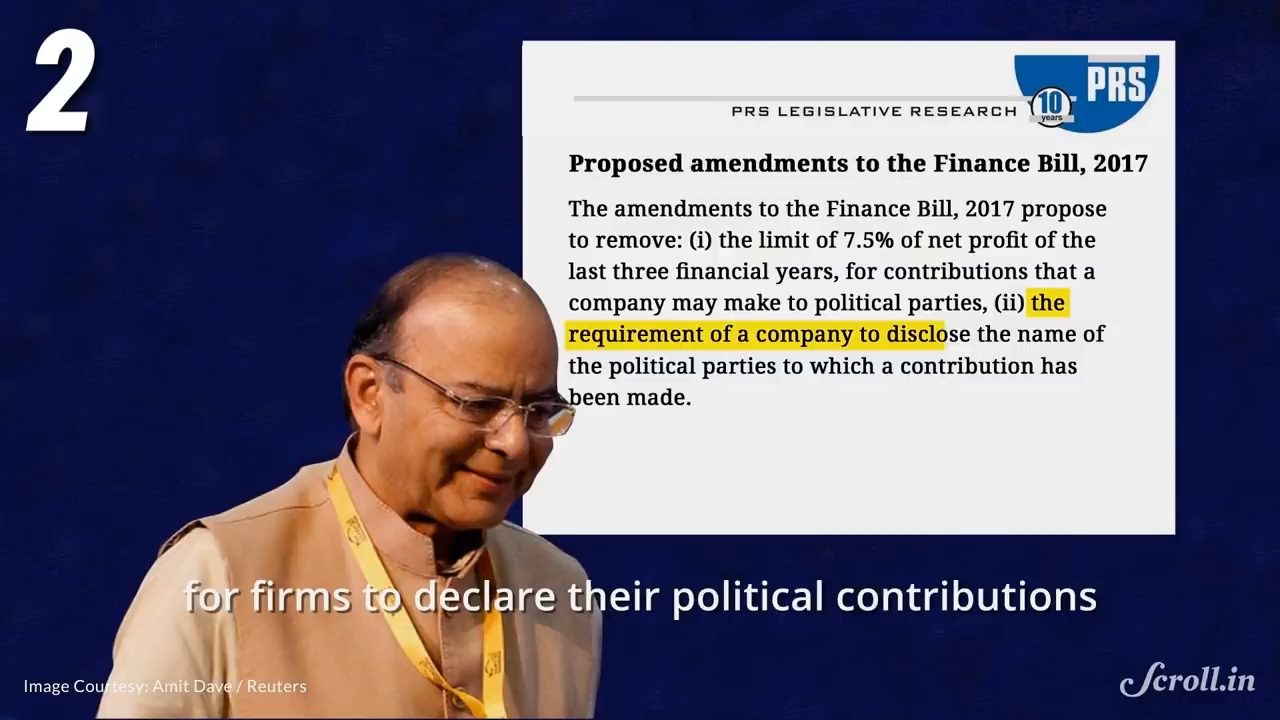 2
PRS
PRS LEGISLATIVE RESEARCH
10
years
Proposed amendments to the Finance Bill, 2017
The amendments to the Finance Bill, 2017 propose
to remove: (i) the limit of 7.5% of net profit of the
last three financial years, for contributions that a
company may make to political parties, (ii) the
requirement of a company to disclose the name of
the political parties to which a contribution has
been made.
for firms to declare their political contributions
Image Courtesy: Amit Dave / Reuters
Scroll.in